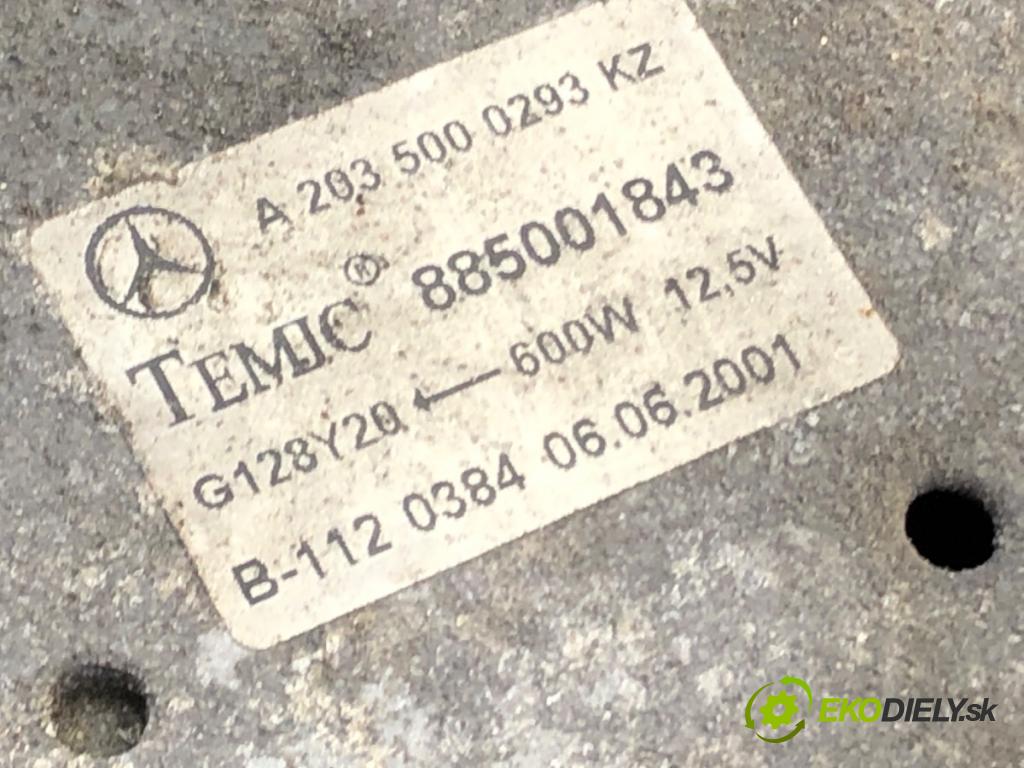 A 203 500 0293 KZ
TEMIC® 885001843
G128Y20 ← 600W 12,5V
B-112 0384 06.06.2001
EKODIELY.sk